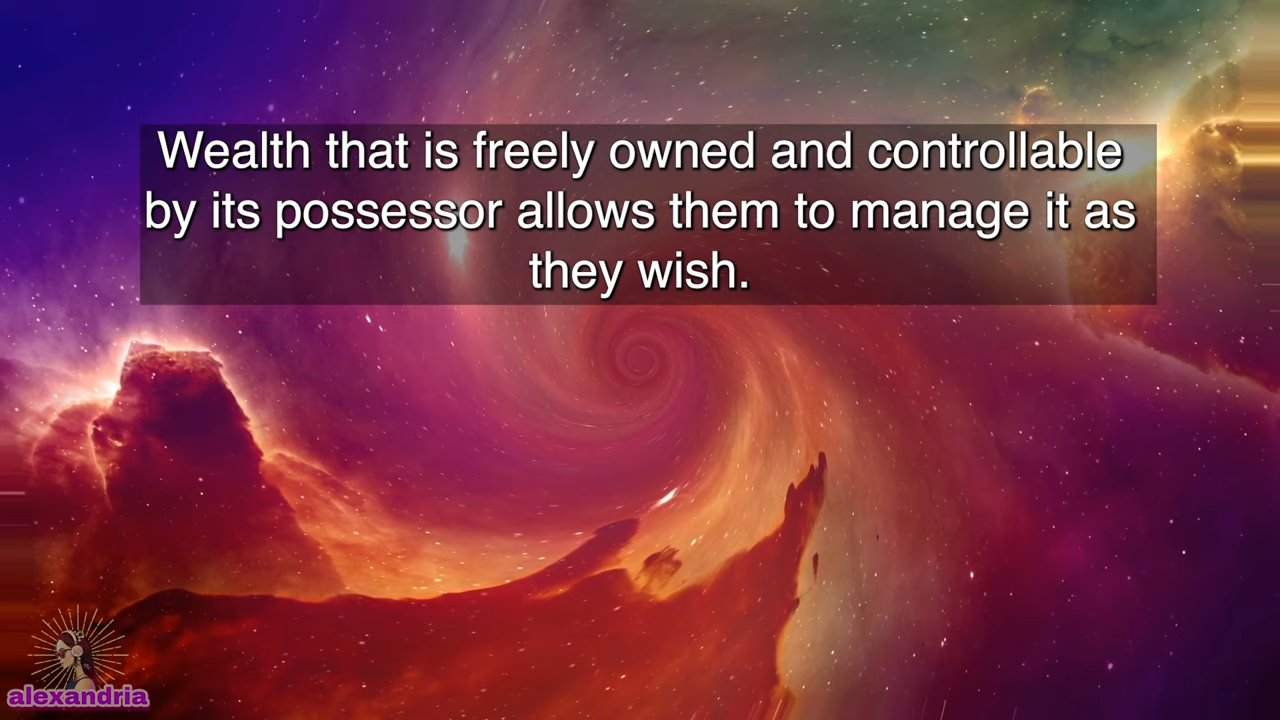 Wealth that is freely owned and controllable
by its possessor allows them to manage it as
they wish.
alexandria